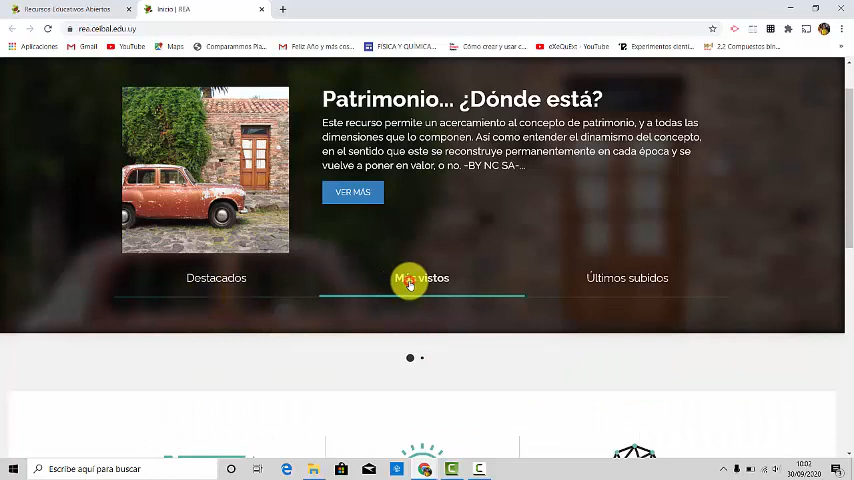 Recursos Educativos Abiertos
Inicio | REA
rea.ceibal.edu.uy
Aplicaciones
Gmail
YouTube
Maps
Comparammos Pla...
Feliz Año y más cos...
FÍSICA Y QUÍMICA...
Cómo crear y usar c...
eXeQuExt - YouTube
Experimentos cientí...
2.2 Compuestos bin...
Patrimonio... ¿Dónde está?
Este recurso permite un acercamiento al concepto de patrimonio, y a todas las
dimensiones que lo componen. Así como entender el dinamismo del concepto,
en el sentido que este se reconstruye permanentemente en cada época y se
vuelve a poner en valor, o no. -BY NC SA-...
VER MÁS
Destacados
Más vistos
Últimos subidos
Escribe aquí para buscar
10:02
30/09/2020